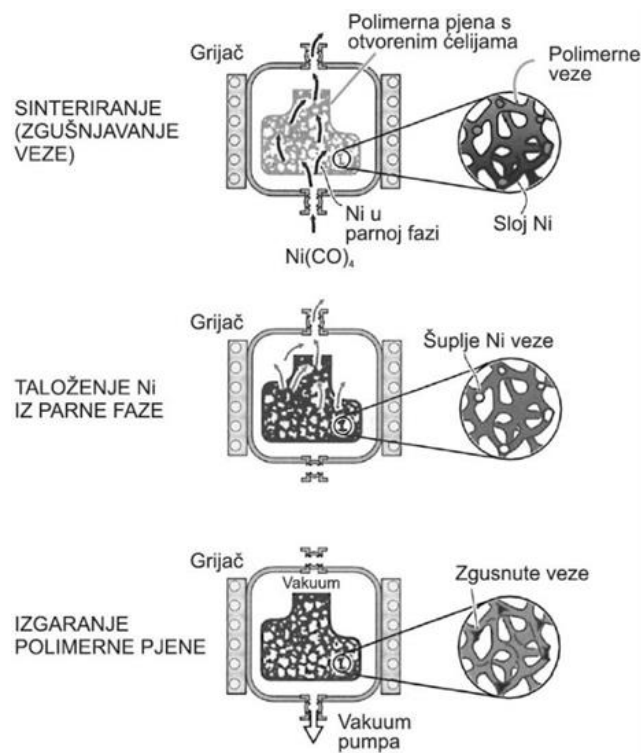 Grijač
Polimerna pjena s
otvorenim ćelijama
Polimerne
veze
SINTERIRANJE
(ZGUŠNJAVANJE
VEZE)
1
Ni u
parnoj fazi
Sloj Ni
Ni(CO)₄
Grijač
Šuplje Ni veze
TALOŽENJE Ni
IZ PARNE FAZE
1
Grijač
Vakuum
Zgusnute veze
IZGARANJE
POLIMERNE PJENE
1
Vakuum
pumpa